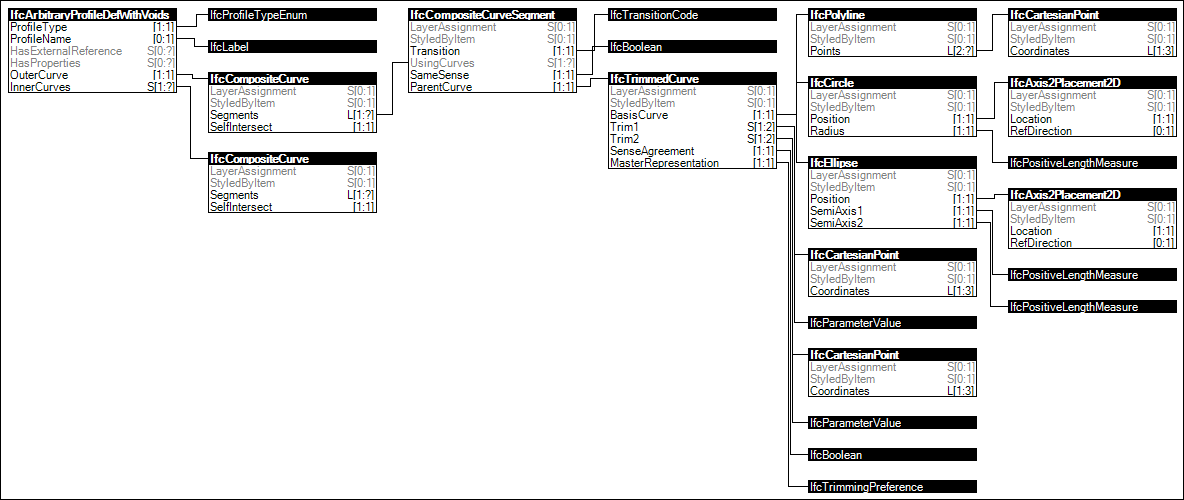 IfcArbitraryProfileDefWithVoids
ProfileType [1:1]
ProfileName [0:1]
HasExternalReference S[0:?]
HasProperties S[0:?]
OuterCurve [1:1]
InnerCurves S[1:?]
IfcProfileTypeEnum
IfcLabel
IfcCompositeCurve
LayerAssignment S[0:1]
StyledByItem S[0:1]
Segments L[1:?]
SelfIntersect [1:1]
IfcCompositeCurve
LayerAssignment S[0:1]
StyledByItem S[0:1]
Segments L[1:?]
SelfIntersect [1:1]
IfcCompositeCurveSegment
LayerAssignment S[0:1]
StyledByItem S[0:1]
Transition [1:1]
UsingCurves S[1:?]
SameSense [1:1]
ParentCurve [1:1]
IfcTransitionCode
IfcBoolean
IfcTrimmedCurve
LayerAssignment S[0:1]
StyledByItem S[0:1]
BasisCurve [1:1]
Trim1 S[1:2]
Trim2 S[1:2]
SenseAgreement [1:1]
MasterRepresentation [1:1]
IfcPolyline
LayerAssignment S[0:1]
StyledByItem S[0:1]
Points L[2:?]
IfcCircle
LayerAssignment S[0:1]
StyledByItem S[0:1]
Position [1:1]
Radius [1:1]
IfcEllipse
LayerAssignment S[0:1]
StyledByItem S[0:1]
Position [1:1]
SemiAxis1 [1:1]
SemiAxis2 [1:1]
IfcCartesianPoint
LayerAssignment S[0:1]
StyledByItem S[0:1]
Coordinates L[1:3]
IfcParameterValue
IfcCartesianPoint
LayerAssignment S[0:1]
StyledByItem S[0:1]
Coordinates L[1:3]
IfcParameterValue
IfcBoolean
IfcTrimmingPreference
IfcCartesianPoint
LayerAssignment S[0:1]
StyledByItem S[0:1]
Coordinates L[1:3]
IfcAxis2Placement2D
LayerAssignment S[0:1]
StyledByItem S[0:1]
Location [1:1]
RefDirection [0:1]
IfcPositiveLengthMeasure
IfcAxis2Placement2D
LayerAssignment S[0:1]
StyledByItem S[0:1]
Location [1:1]
RefDirection [0:1]
IfcPositiveLengthMeasure
IfcPositiveLengthMeasure